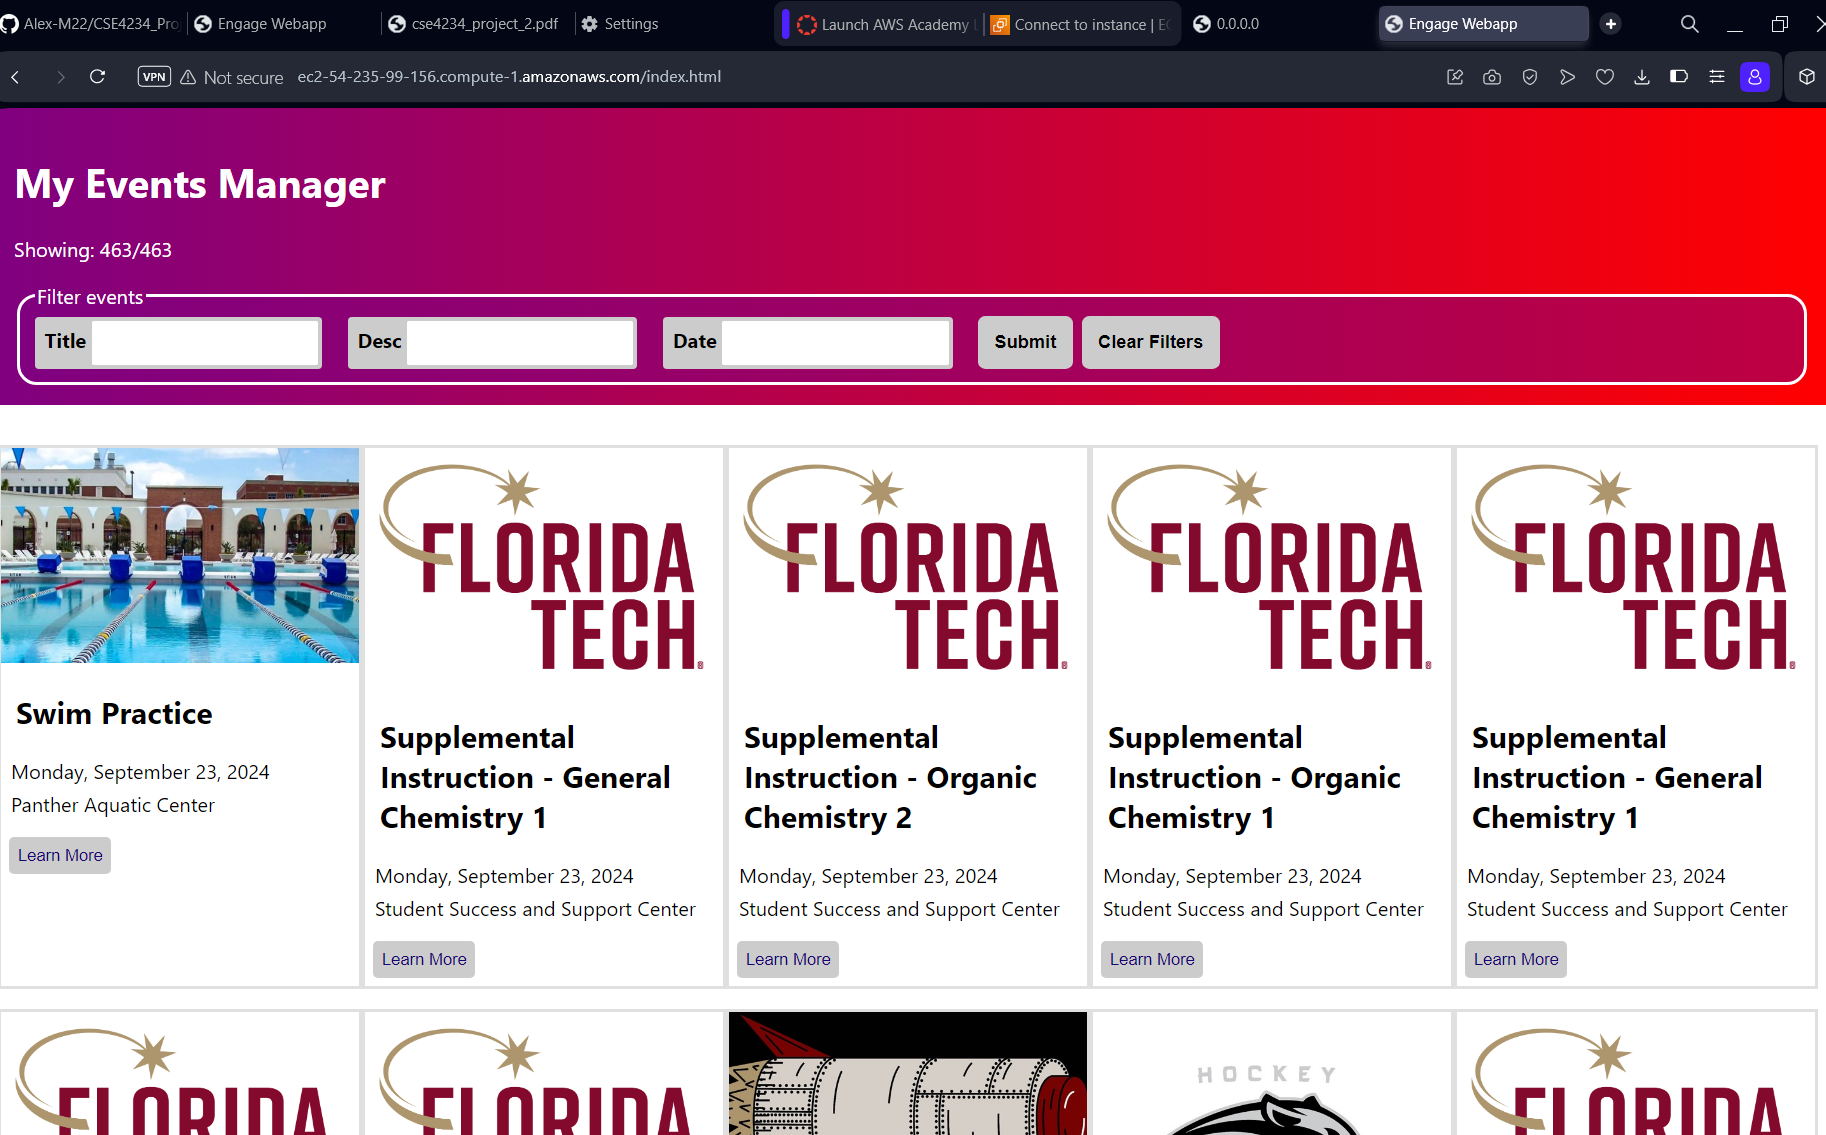 Alex-M22/CSE4234_Pro
Engage Webapp
cse4234_project_2.pdf
Settings
Launch AWS Academy
Connect to instance | EC
0.0.0.0
Engage Webapp
VPN
Not secure
ec2-54-235-99-156.compute-1.amazonaws.com/index.html
My Events Manager
Showing: 463/463
Filter events
Title
Desc
Date
Submit
Clear Filters
FLORIDA
TECH
Swim Practice
Monday, September 23, 2024
Panther Aquatic Center
Learn More
FLORIDA
TECH
Supplemental
Instruction - General
Chemistry 1
Monday, September 23, 2024
Student Success and Support Center
Learn More
FLORIDA
TECH
Supplemental
Instruction - Organic
Chemistry 2
Monday, September 23, 2024
Student Success and Support Center
Learn More
FLORIDA
TECH
Supplemental
Instruction - Organic
Chemistry 1
Monday, September 23, 2024
Student Success and Support Center
Learn More
Supplemental
Instruction - General
Chemistry 1
Monday, September 23, 2024
Student Success and Support Center
Learn More
FLORIDA
FLORIDA
HOCKEY
FLORIDA